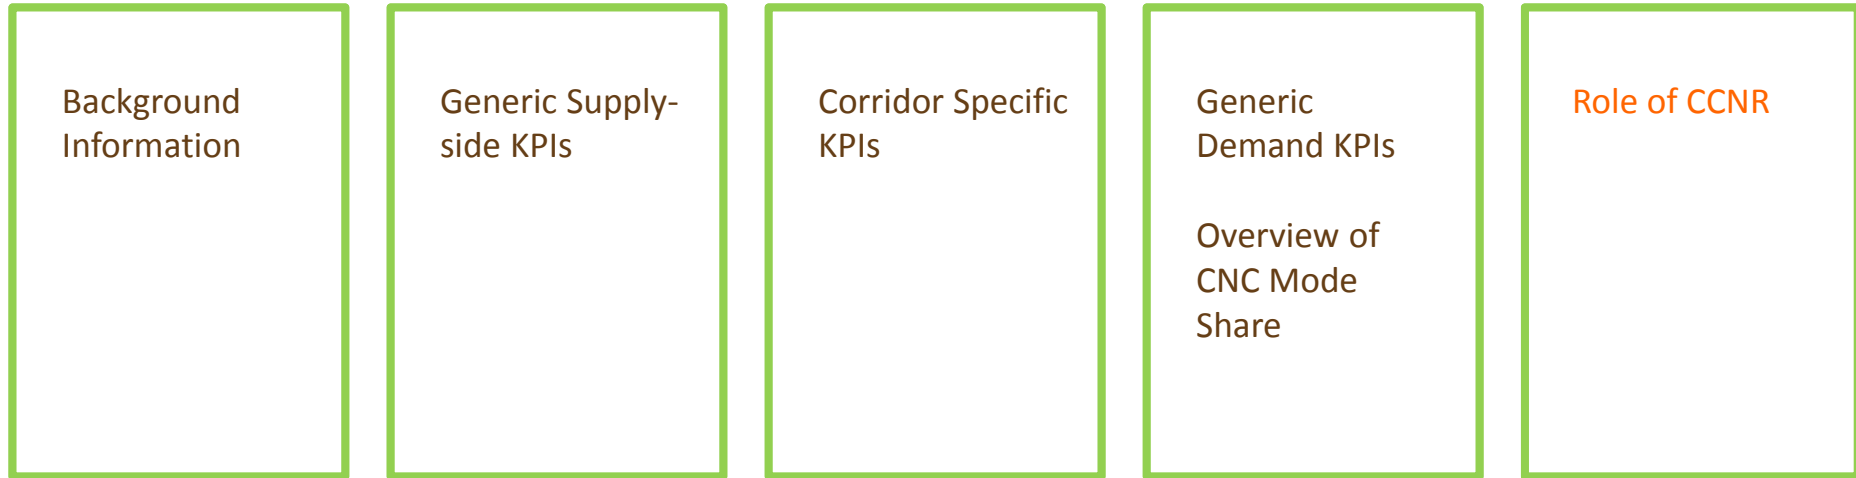 Background
Information
Generic Supply-
side KPIs
Corridor Specific
KPIs
Generic
Demand KPIs
Overview of
CNC Mode
Share
Role of CCNR